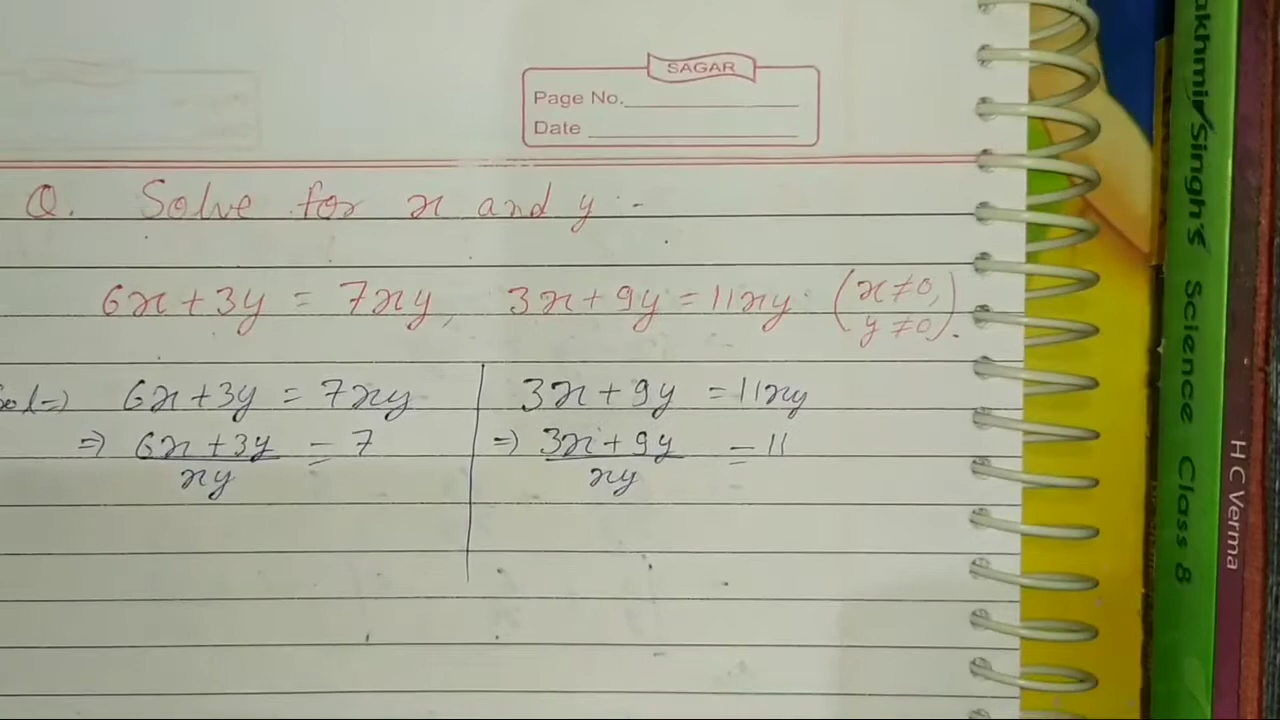 SAGAR
Page No.
Date
Q. Solve for x and y :-
6x + 3y = 7xy, 3x + 9y = 11xy. (x ≠ 0, y ≠ 0).
Sol => 6x + 3y = 7xy
=> 6x + 3y / xy = 7
3x + 9y = 11xy
=> 3x + 9y / xy = 11
akhmir Singh's Science Class 8
H C Verma